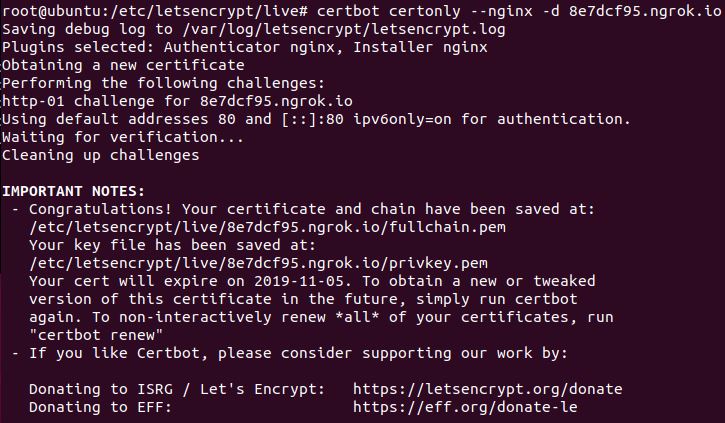 root@ubuntu:/etc/letsencrypt/live# certbot certonly --nginx -d 8e7dcf95.ngrok.io
Saving debug log to /var/log/letsencrypt/letsencrypt.log
Plugins selected: Authenticator nginx, Installer nginx
Obtaining a new certificate
Performing the following challenges:
http-01 challenge for 8e7dcf95.ngrok.io
Using default addresses 80 and [::]:80 ipv6only=on for authentication.
Waiting for verification...
Cleaning up challenges

IMPORTANT NOTES:
 - Congratulations! Your certificate and chain have been saved at:
   /etc/letsencrypt/live/8e7dcf95.ngrok.io/fullchain.pem
   Your key file has been saved at:
   /etc/letsencrypt/live/8e7dcf95.ngrok.io/privkey.pem
   Your cert will expire on 2019-11-05. To obtain a new or tweaked
   version of this certificate in the future, simply run certbot
   again. To non-interactively renew *all* of your certificates, run
   "certbot renew"
 - If you like Certbot, please consider supporting our work by:

   Donating to ISRG / Let's Encrypt:   https://letsencrypt.org/donate
   Donating to EFF:                    https://eff.org/donate-le